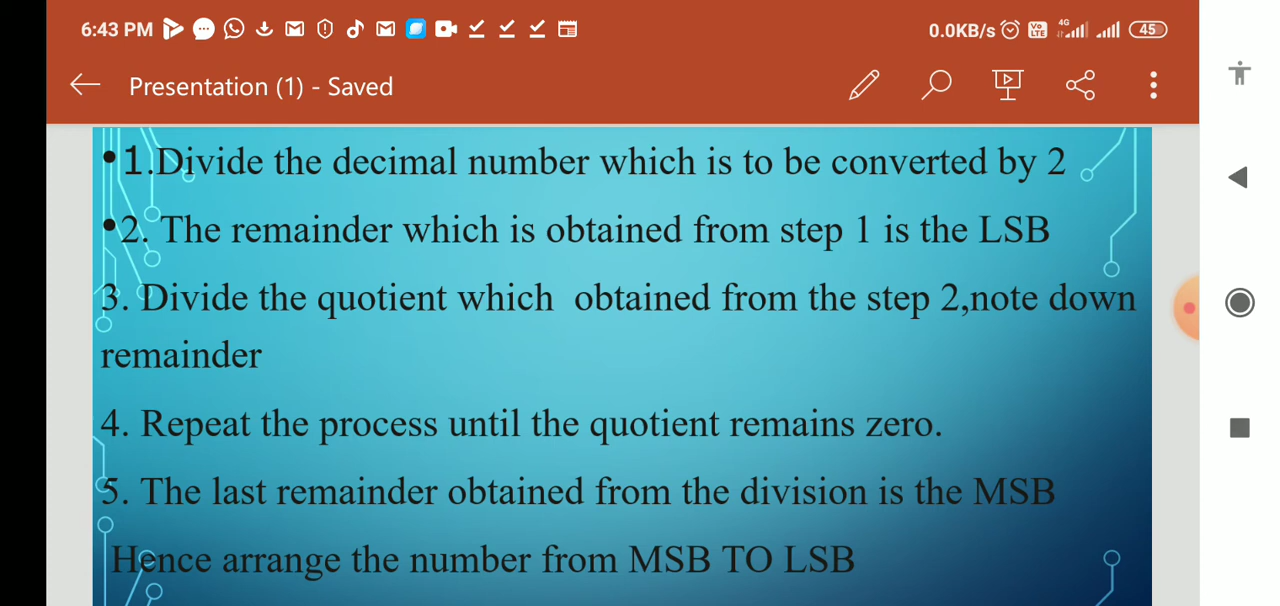 6:43 PM 0.0KB/s Vo LTE 4G 45
Presentation (1) - Saved
•1.Divide the decimal number which is to be converted by 2
•2. The remainder which is obtained from step 1 is the LSB
3. Divide the quotient which  obtained from the step 2,note down
remainder
4. Repeat the process until the quotient remains zero.
5. The last remainder obtained from the division is the MSB
Hence arrange the number from MSB TO LSB